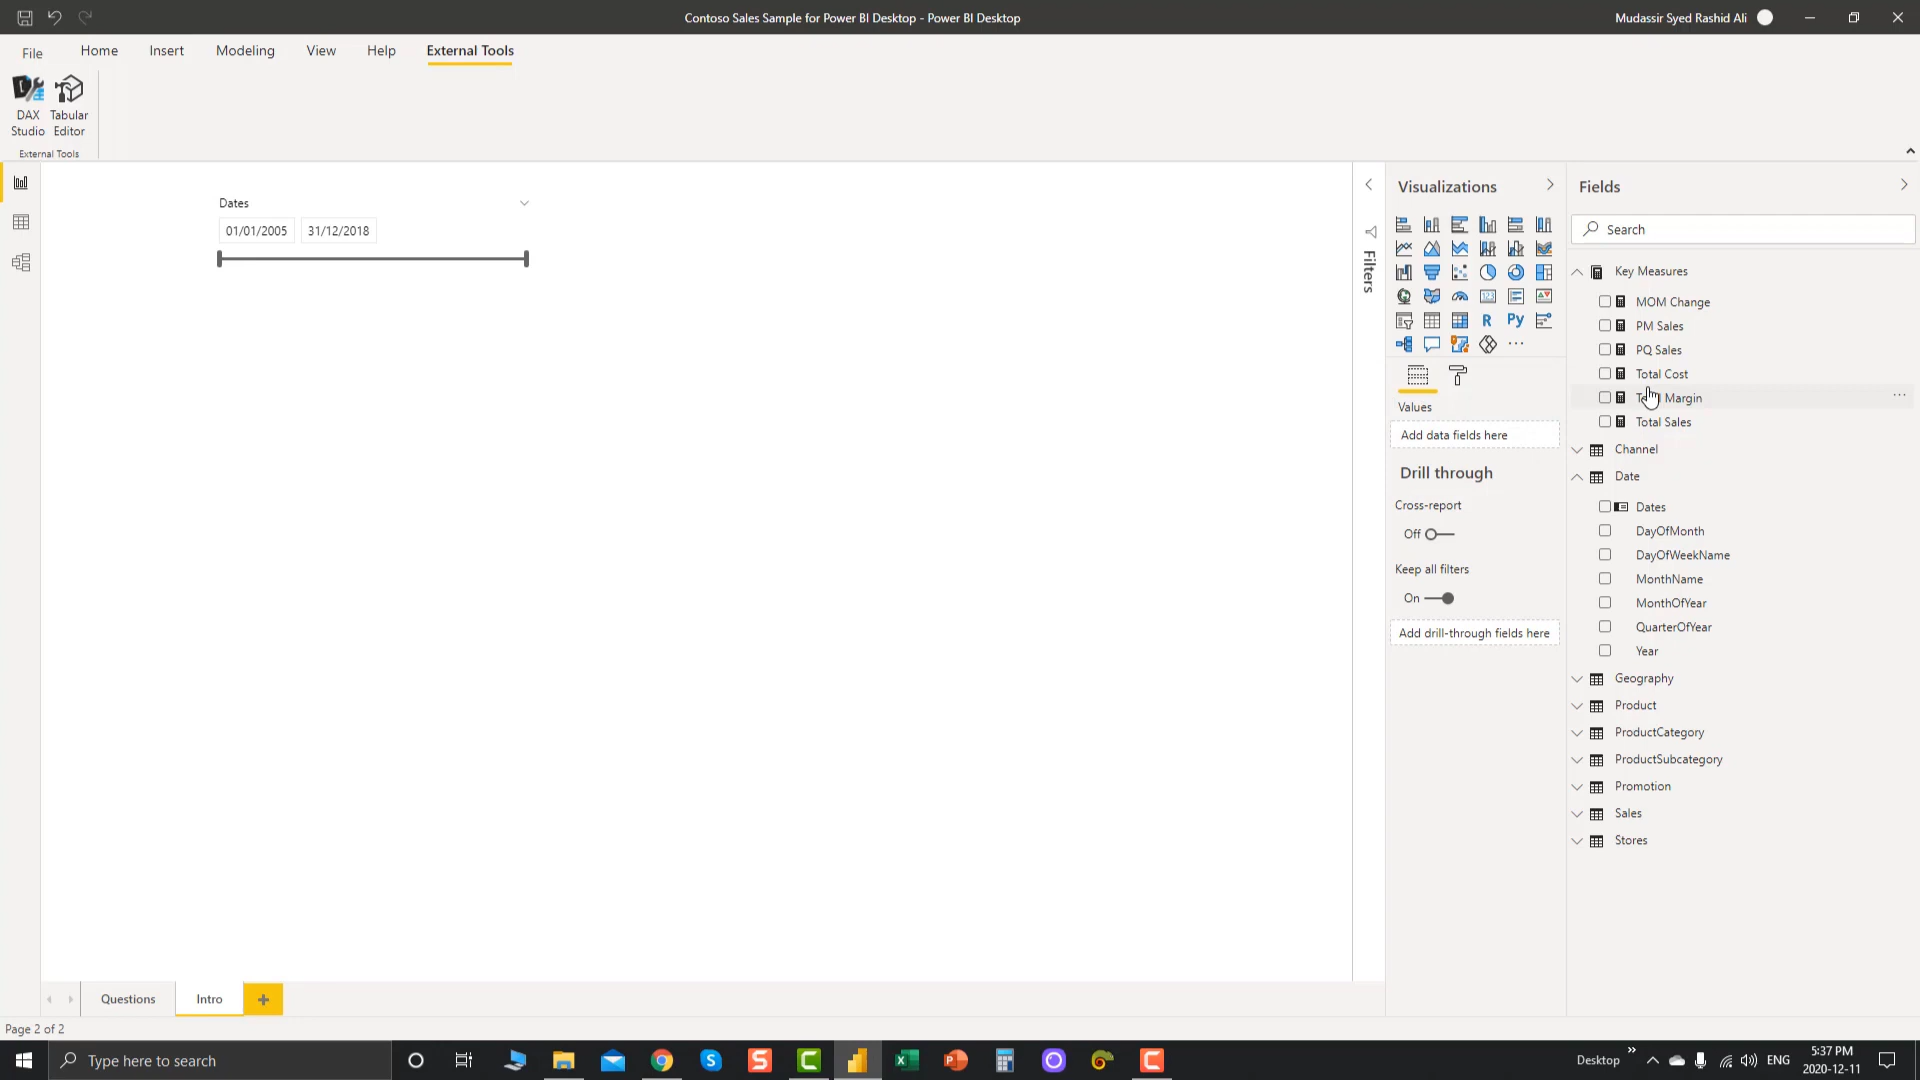 Contoso Sales Sample for Power BI Desktop - Power BI Desktop
Mudassir Syed Rashid Ali
File
Home
Insert
Modeling
View
Help
External Tools
DAX
Studio
Tabular
Editor
External Tools
Dates
01/01/2005
31/12/2018
Filters
Visualizations
R
Py
123
Values
Add data fields here
Drill through
Cross-report
Off
Keep all filters
On
Add drill-through fields here
Fields
Search
Key Measures
MOM Change
PM Sales
PQ Sales
Total Cost
Margin
Total Sales
Channel
Date
Dates
DayOfMonth
DayOfWeekName
MonthName
MonthOfYear
QuarterOfYear
Year
Geography
Product
ProductCategory
ProductSubcategory
Promotion
Sales
Stores
Questions
Intro
Page 2 of 2
Type here to search
Desktop
ENG
5:37 PM
2020-12-11